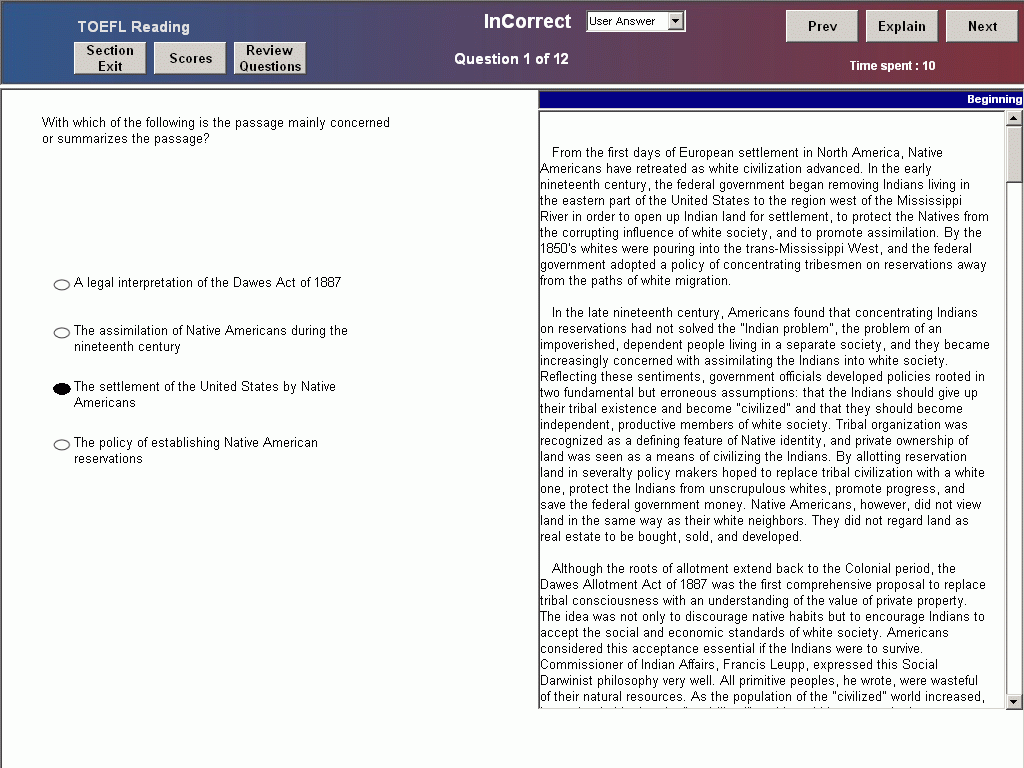 TOEFL Reading
InCorrect
User Answer
Prev
Explain
Next
Section
Exit
Scores
Review
Questions
Question 1 of 12
Time spent : 10
Beginning
With which of the following is the passage mainly concerned
or summarizes the passage?
A legal interpretation of the Dawes Act of 1887
The assimilation of Native Americans during the
nineteenth century
The settlement of the United States by Native
Americans
The policy of establishing Native American
reservations
From the first days of European settlement in North America, Native
Americans have retreated as white civilization advanced. In the early
nineteenth century, the federal government began removing Indians living in
the eastern part of the United States to the region west of the Mississippi
River in order to open up Indian land for settlement, to protect the Natives from
the corrupting influence of white society, and to promote assimilation. By the
1850's whites were pouring into the trans-Mississippi West, and the federal
government adopted a policy of concentrating tribesmen on reservations away
from the paths of white migration.
In the late nineteenth century, Americans found that concentrating Indians
on reservations had not solved the "Indian problem", the problem of an
impoverished, dependent people living in a separate society, and they became
increasingly concerned with assimilating the Indians into white society.
Reflecting these sentiments, government officials developed policies rooted in
two fundamental but erroneous assumptions: that the Indians should give up
their tribal existence and become "civilized" and that they should become
independent, productive members of white society. Tribal organization was
recognized as a defining feature of Native identity, and private ownership of
land was seen as a means of civilizing the Indians. By allotting reservation
land in severalty policy makers hoped to replace tribal civilization with a white
one, protect the Indians from unscrupulous whites, promote progress, and
save the federal government money. Native Americans, however, did not view
land in the same way as their white neighbors. They did not regard land as
real estate to be bought, sold, and developed.
Although the roots of allotment extend back to the Colonial period, the
Dawes Allotment Act of 1887 was the first comprehensive proposal to replace
tribal consciousness with an understanding of the value of private property.
The idea was not only to discourage native habits but to encourage Indians to
accept the social and economic standards of white society. Americans
considered this acceptance essential if the Indians were to survive.
Commissioner of Indian Affairs, Francis Leupp, expressed this Social
Darwinist philosophy very well. All primitive peoples, he wrote, were wasteful
of their natural resources. As the population of the "civilized" world increased,